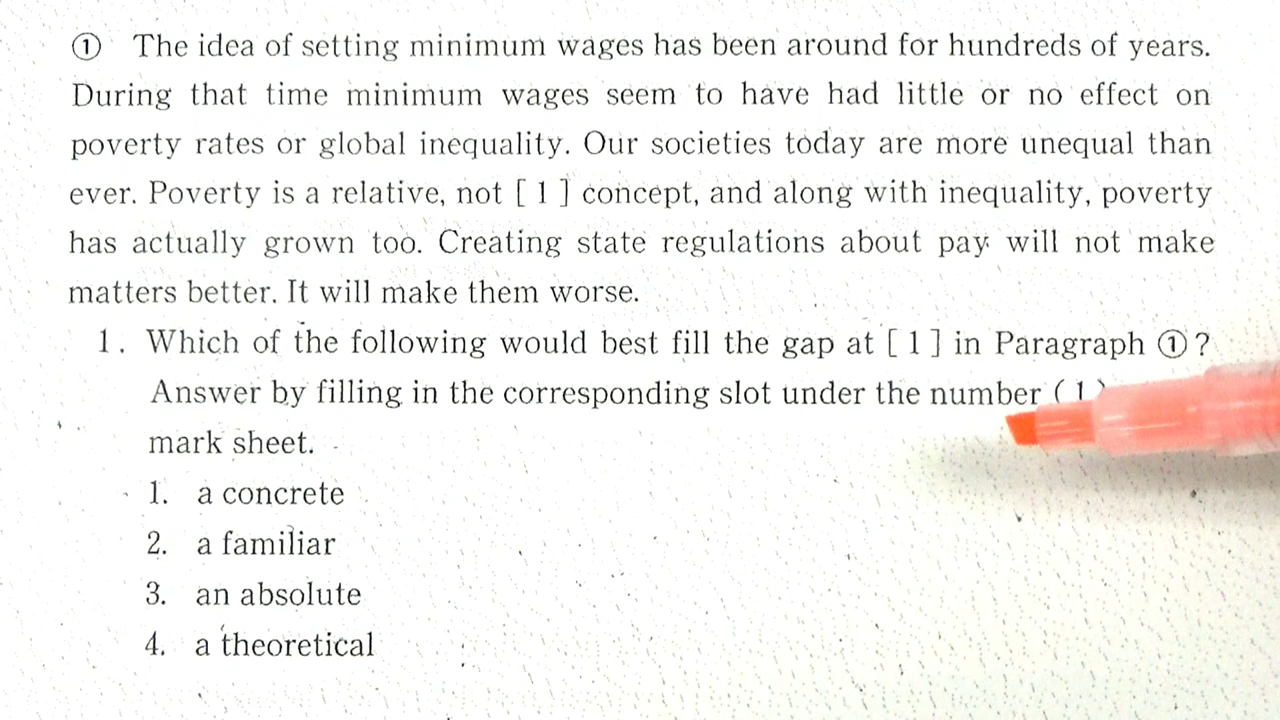 ① The idea of setting minimum wages has been around for hundreds of years.
During that time minimum wages seem to have had little or no effect on
poverty rates or global inequality. Our societies today are more unequal than
ever. Poverty is a relative, not [ 1 ] concept, and along with inequality, poverty
has actually grown too. Creating state regulations about pay will not make
matters better. It will make them worse.
1. Which of the following would best fill the gap at [ 1 ] in Paragraph ①?
Answer by filling in the corresponding slot under the number ( 1 )
mark sheet.
1. a concrete
2. a familiar
3. an absolute
4. a theoretical